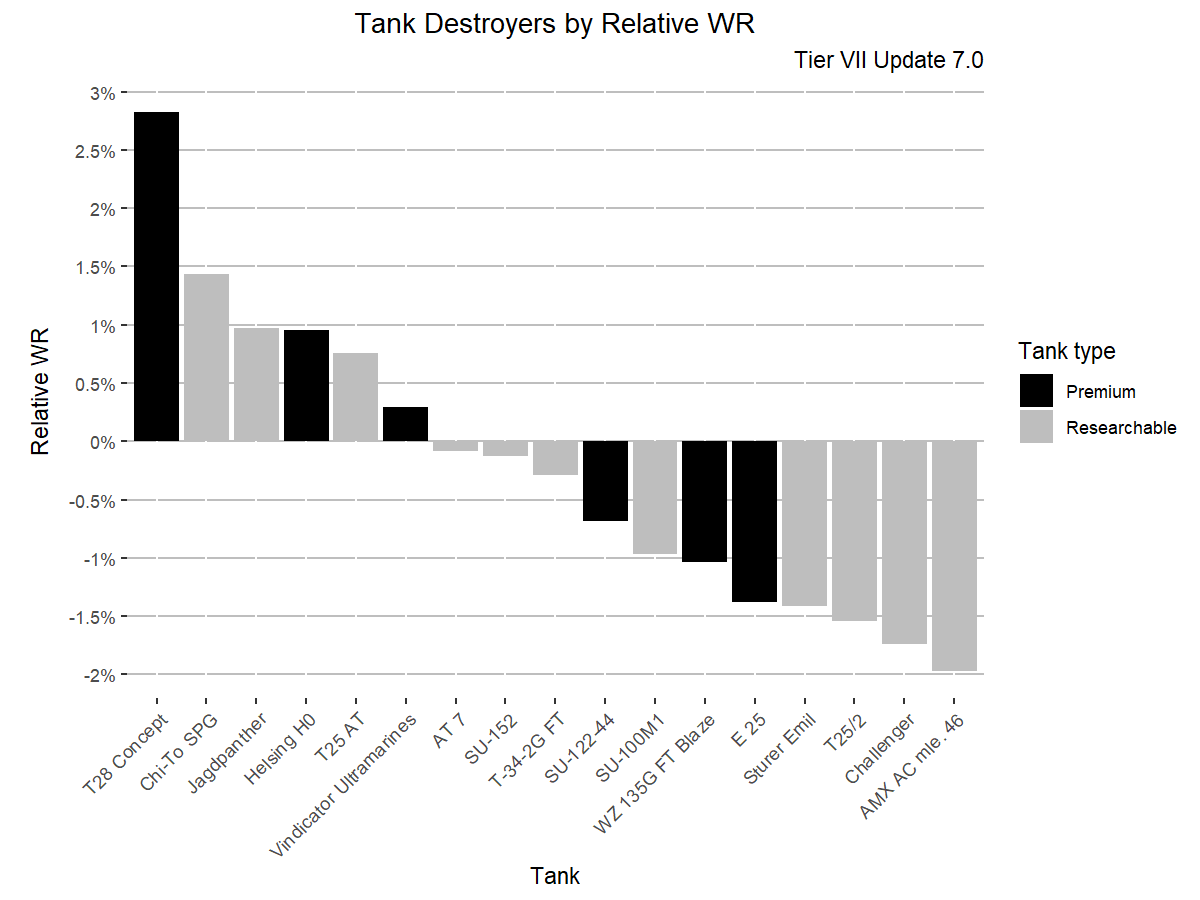 Tank Destroyers by Relative WR
Tier VII Update 7.0
3%
2.5%
2%
1.5%
1%
0.5%
0%
-0.5%
-1%
-1.5%
-2%
Relative WR
T28 Concept
Chi-To SPG
Jagdpanther
Helsing H0
T25 AT
Vindicator Ultramarines
AT 7
SU-152
T-34-2G FT
SU-122-44
SU-100M1
WZ 135G FT Blaze
E 25
Sturer Emil
T25/2
Challenger
AMX AC mle. 46
Tank
Tank type
Premium
Researchable